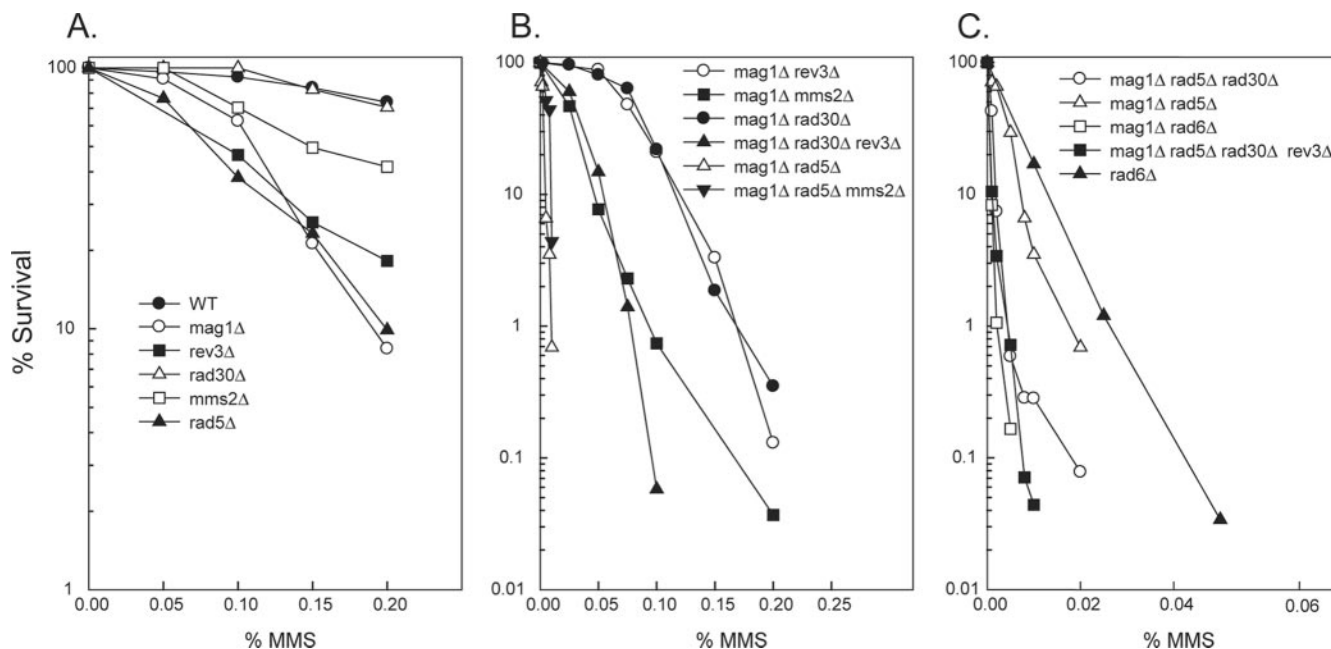 A.
% Survival
100
10
1
WT
mag1Δ
rev3Δ
rad30Δ
mms2Δ
rad5Δ
0.00 0.05 0.10 0.15 0.20
% MMS
B.
100
10
1
0.1
0.01
mag1Δ rev3Δ
mag1Δ mms2Δ
mag1Δ rad30Δ
mag1Δ rad30Δ rev3Δ
mag1Δ rad5Δ
mag1Δ rad5Δ mms2Δ
0.00 0.05 0.10 0.15 0.20 0.25
% MMS
C.
100
10
1
0.1
0.01
mag1Δ rad5Δ rad30Δ
mag1Δ rad5Δ
mag1Δ rad6Δ
mag1Δ rad5Δ rad30Δ rev3Δ
rad6Δ
0.00 0.02 0.04 0.06
% MMS